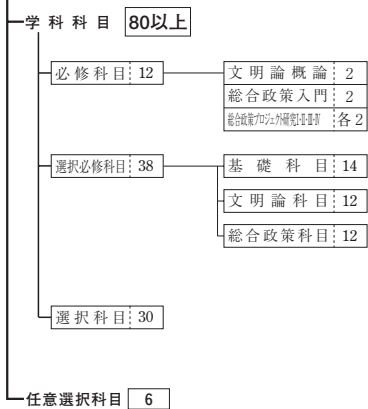 学科科目 80以上
必修科目 12
文明論概論 2
総合政策入門 2
総合政策プロジェクト研究Ⅰ・Ⅱ・Ⅲ・Ⅳ 各2
選択必修科目 38
基礎科目 14
文明論科目 12
総合政策科目 12
選択科目 30
任意選択科目 6